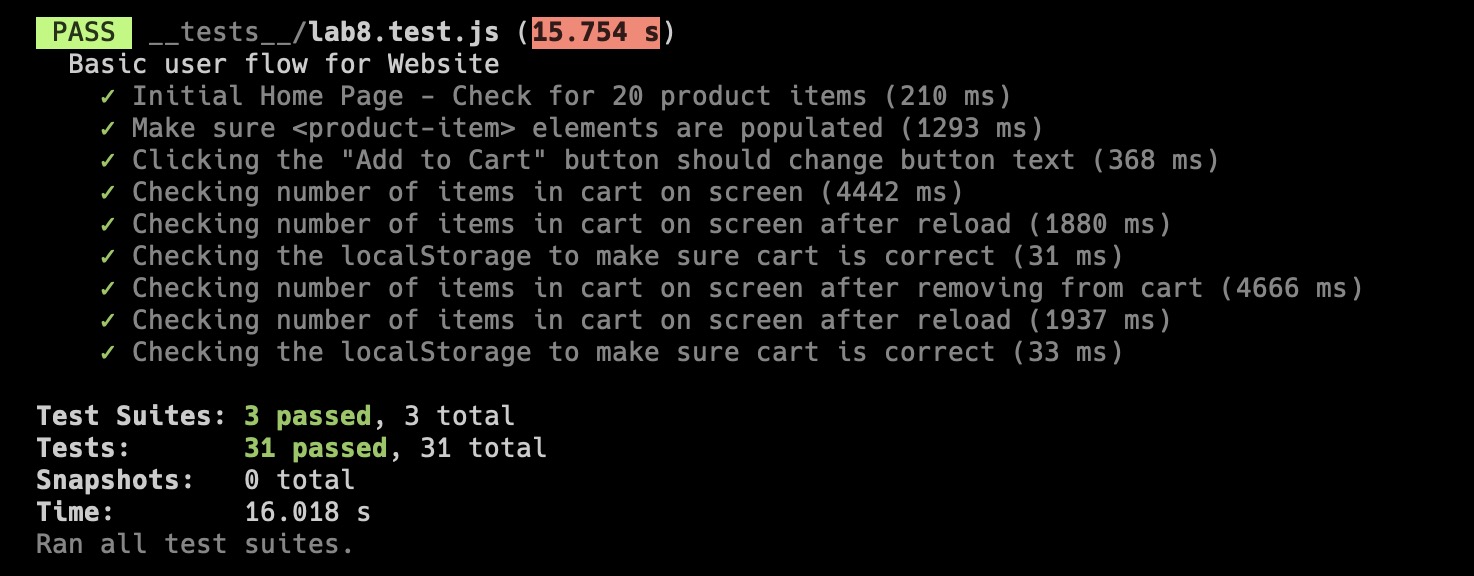 PASS __tests__/lab8.test.js (15.754 s)
Basic user flow for Website
✓ Initial Home Page - Check for 20 product items (210 ms)
✓ Make sure <product-item> elements are populated (1293 ms)
✓ Clicking the "Add to Cart" button should change button text (368 ms)
✓ Checking number of items in cart on screen (4442 ms)
✓ Checking number of items in cart on screen after reload (1880 ms)
✓ Checking the localStorage to make sure cart is correct (31 ms)
✓ Checking number of items in cart on screen after removing from cart (4666 ms)
✓ Checking number of items in cart on screen after reload (1937 ms)
✓ Checking the localStorage to make sure cart is correct (33 ms)
Test Suites: 3 passed, 3 total
Tests: 31 passed, 31 total
Snapshots: 0 total
Time: 16.018 s
Ran all test suites.